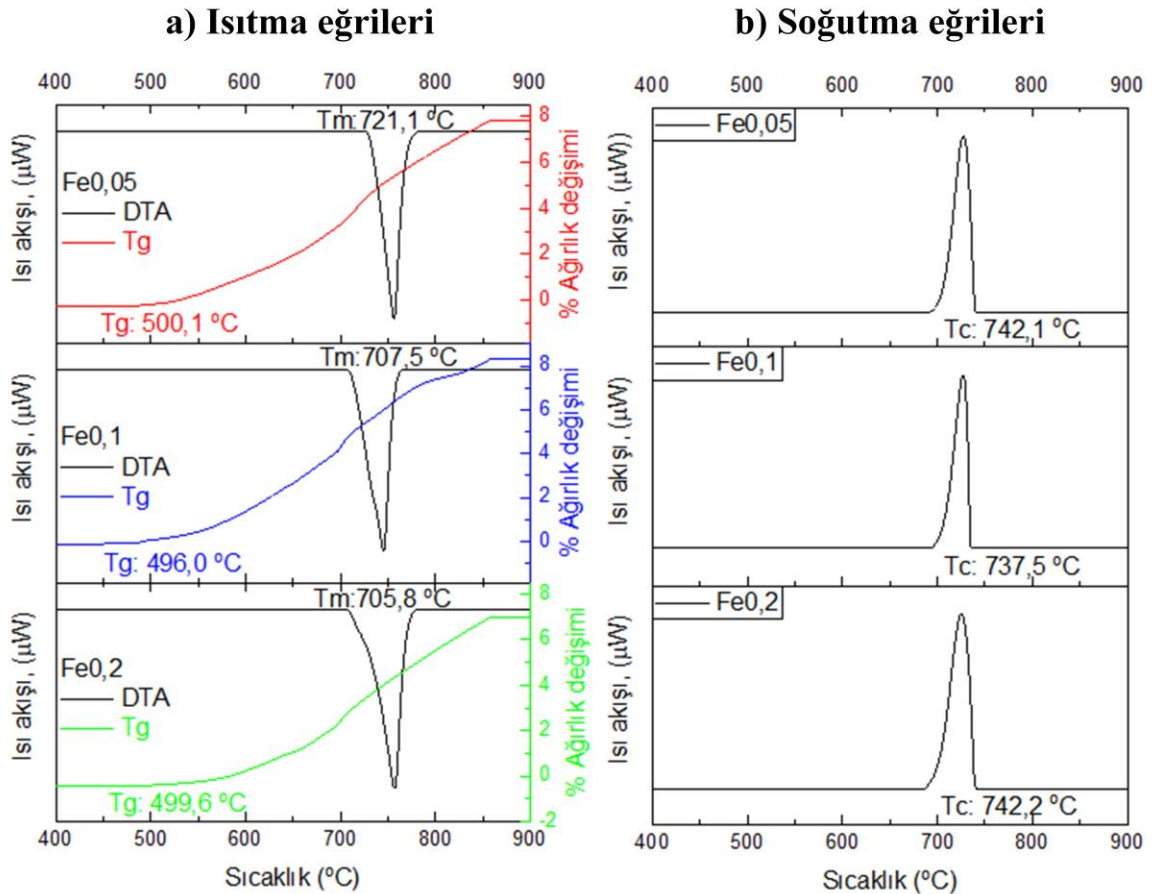 a) Isıtma eğrileri
400 500 600 700 800 900
Tm:721,1 ºC
Fe0,05
DTA
Tg
Tg: 500,1 ºC
Isı akışı, (µW)
8
6
4
2
0
% Ağırlık değişimi
Tm:707,5 ºC
Fe0,1
DTA
Tg
Tg: 496,0 ºC
Isı akışı, (µW)
8
6
4
2
0
% Ağırlık değişimi
Tm:705,8 ºC
Fe0,2
DTA
Tg
Tg: 499,6 ºC
Isı akışı, (µW)
8
6
4
2
0
-2
% Ağırlık değişimi
400 500 600 700 800 900
Sıcaklık (ºC)
b) Soğutma eğrileri
400 500 600 700 800 900
Fe0,05
Isı akışı, (µW)
Tc: 742,1 ºC
Fe0,1
Isı akışı, (µW)
Tc: 737,5 ºC
Fe0,2
Isı akışı, (µW)
Tc: 742,2 ºC
400 500 600 700 800 900
Sıcaklık (ºC)